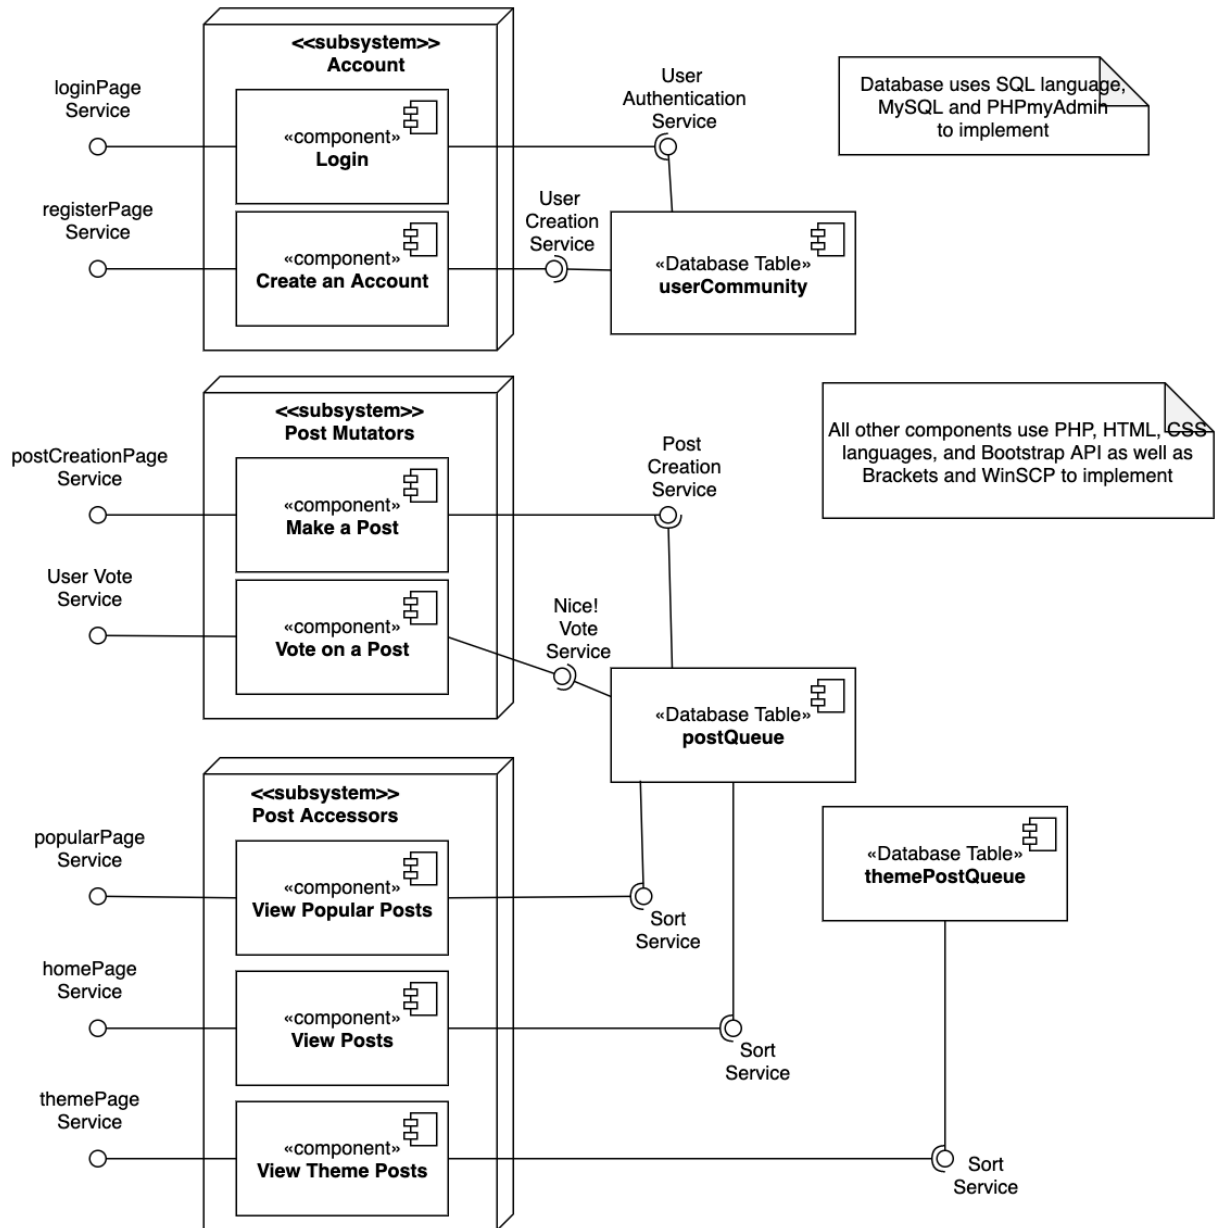 <<subsystem>>
Account
loginPage
Service
«component»
Login
User
Authentication
Service
Database uses SQL language,
MySQL and PHPmyAdmin
to implement
registerPage
Service
«component»
Create an Account
User
Creation
Service
«Database Table»
userCommunity
<<subsystem>>
Post Mutators
postCreationPage
Service
«component»
Make a Post
Post
Creation
Service
All other components use PHP, HTML, CSS
languages, and Bootstrap API as well as
Brackets and WinSCP to implement
User Vote
Service
«component»
Vote on a Post
Nice!
Vote
Service
«Database Table»
postQueue
<<subsystem>>
Post Accessors
popularPage
Service
«component»
View Popular Posts
Sort
Service
«Database Table»
themePostQueue
homePage
Service
«component»
View Posts
Sort
Service
themePage
Service
«component»
View Theme Posts
Sort
Service